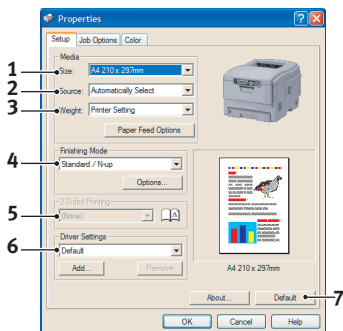 Properties
Setup Job Options Color
Media
1 Size: A4 210 x 297mm
2 Source: Automatically Select
3 Weight: Printer Setting
Paper Feed Options
Finishing Mode
4 Standard / N-up
Options...
2-Sided Printing
5 (None)
A
Driver Settings
6 Default
Add... Remove
A4 210 x 297mm
About... Default 7
OK Cancel Help